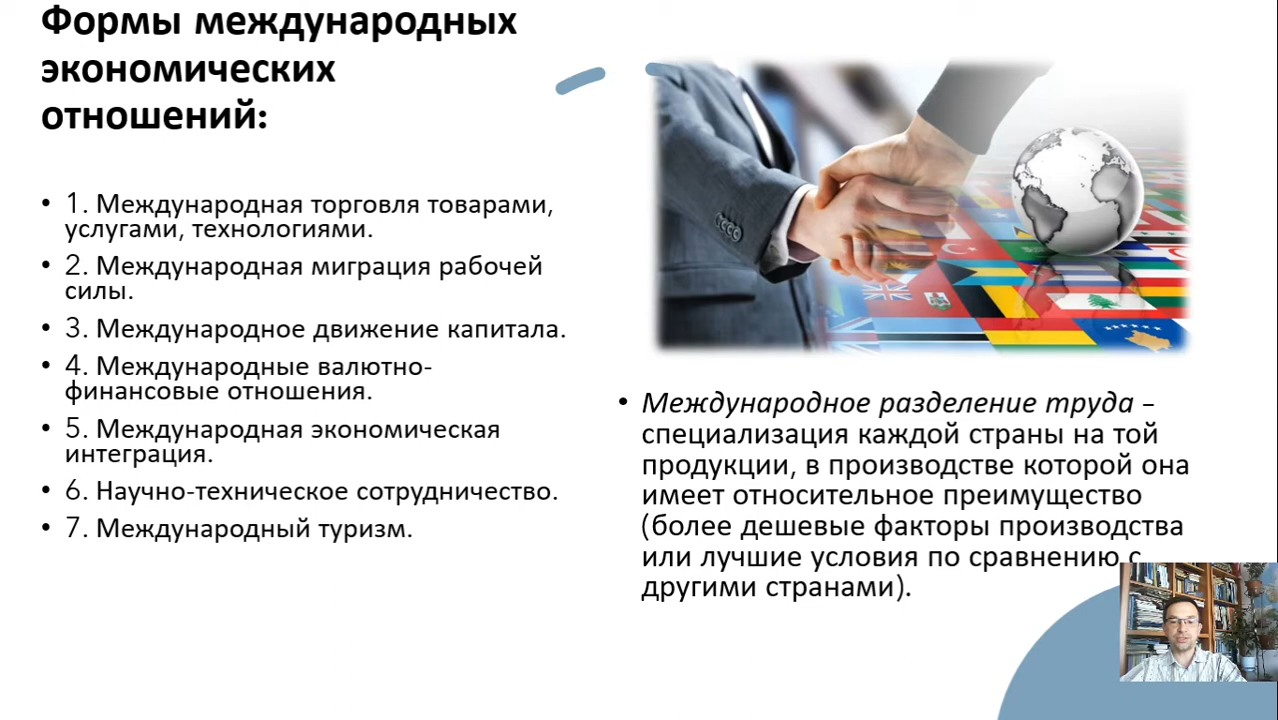 Формы международных
экономических
отношений:
• 1. Международная торговля товарами,
услугами, технологиями.
• 2. Международная миграция рабочей
силы.
• 3. Международное движение капитала.
• 4. Международные валютно-
финансовые отношения.
• 5. Международная экономическая
интеграция.
• 6. Научно-техническое сотрудничество.
• 7. Международный туризм.
• Международное разделение труда –
специализация каждой страны на той
продукции, в производстве которой она
имеет относительное преимущество
(более дешевые факторы производства
или лучшие условия по сравнению с
другими странами).